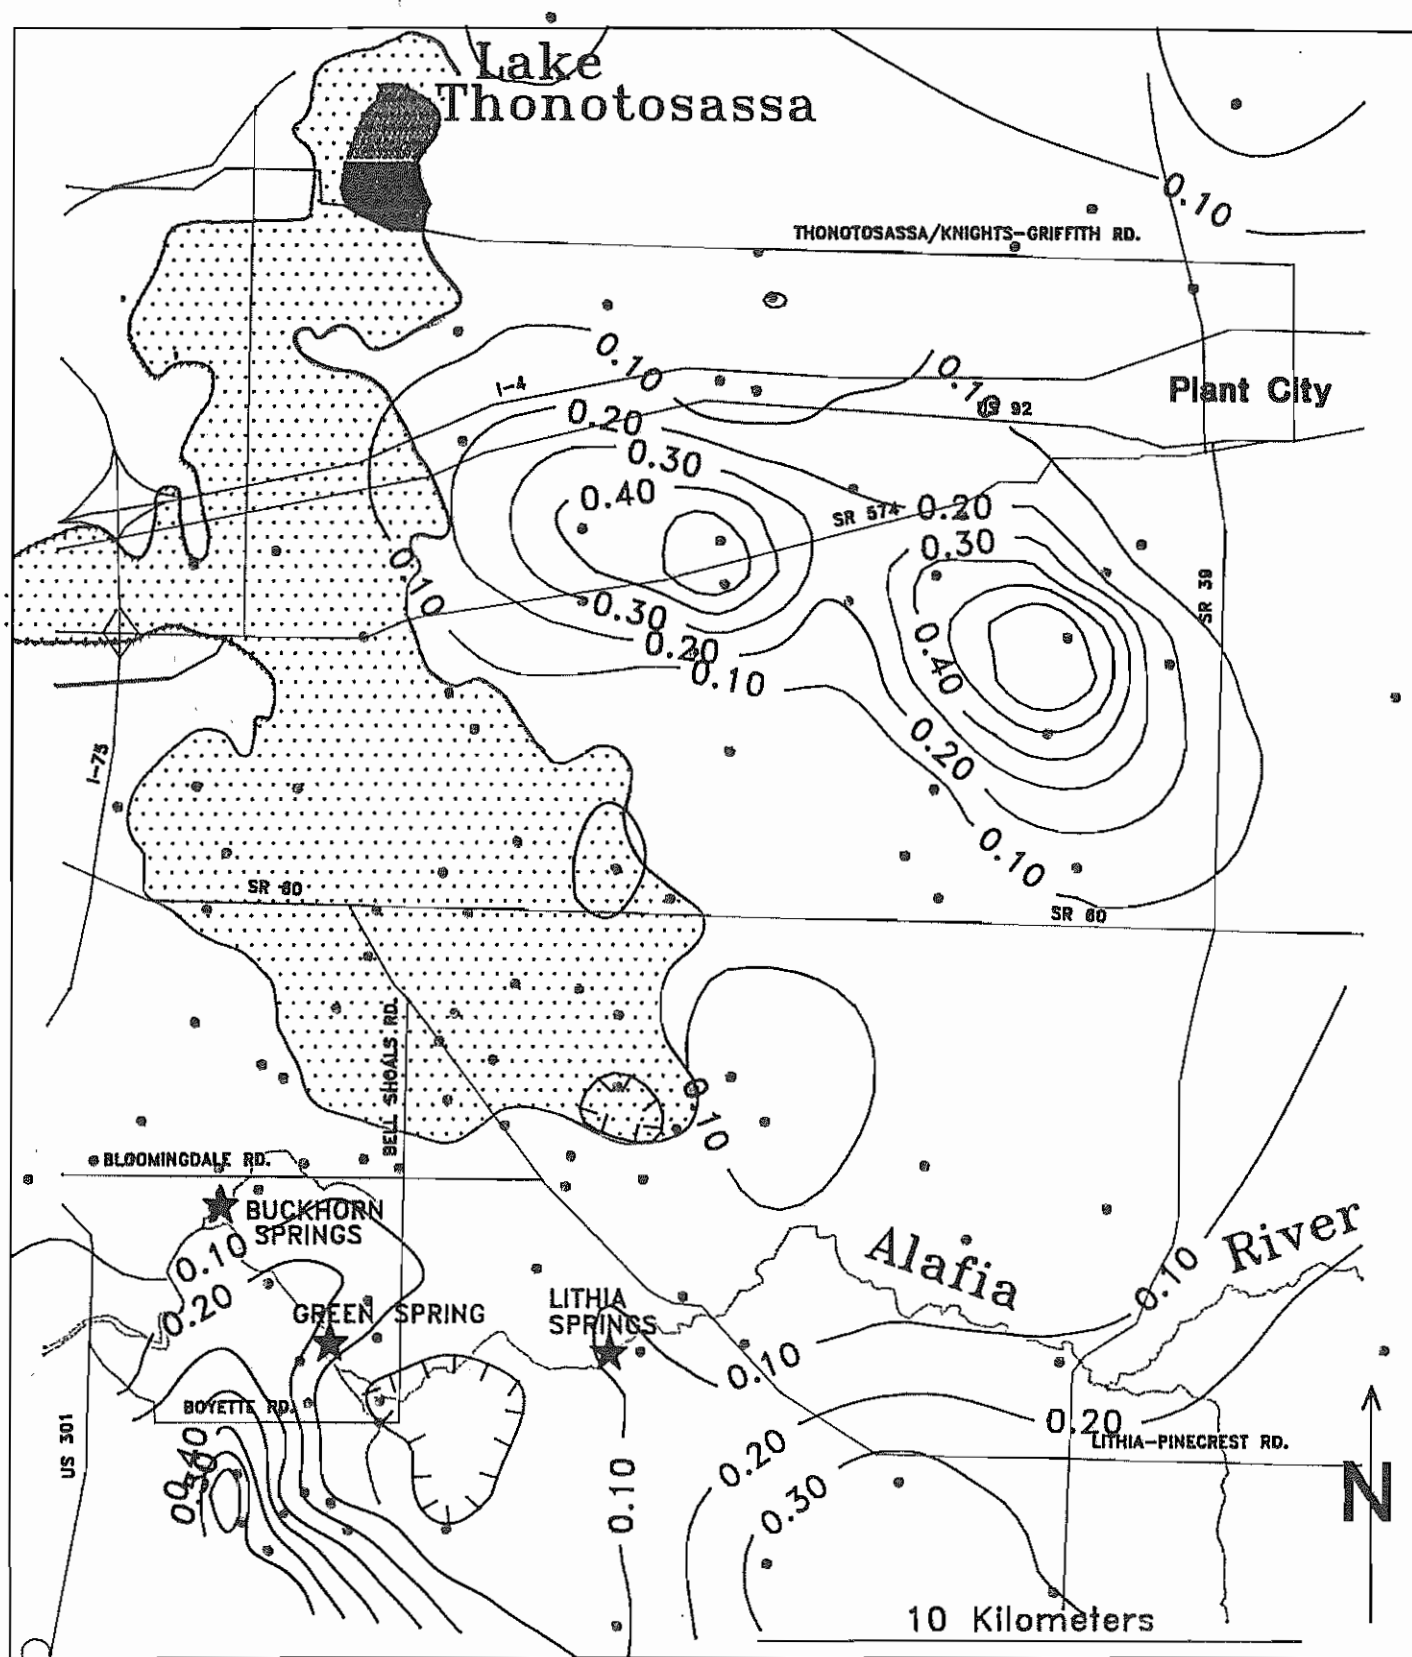 Lake
Thonotosassa
0.10
THONOTOSASSA/KNIGHTS-GRIFFITH RD.
0.10
0.10
I-4
US 92
Plant City
0.20
0.30
0.40
SR 574
0.20
0.30
0.10
0.30
0.20
0.10
0.40
SR 39
0.20
I-75
0.10
SR 60
SR 60
BELL SHOALS RD.
0.10
BLOOMINGDALE RD.
BUCKHORN
SPRINGS
0.10
0.20
GREEN SPRING
LITHIA
SPRINGS
Alafia
River
0.10
0.10
BOYETTE RD.
US 301
0.40
0.10
0.20
0.30
0.20
LITHIA-PINECREST RD.
N
10 Kilometers